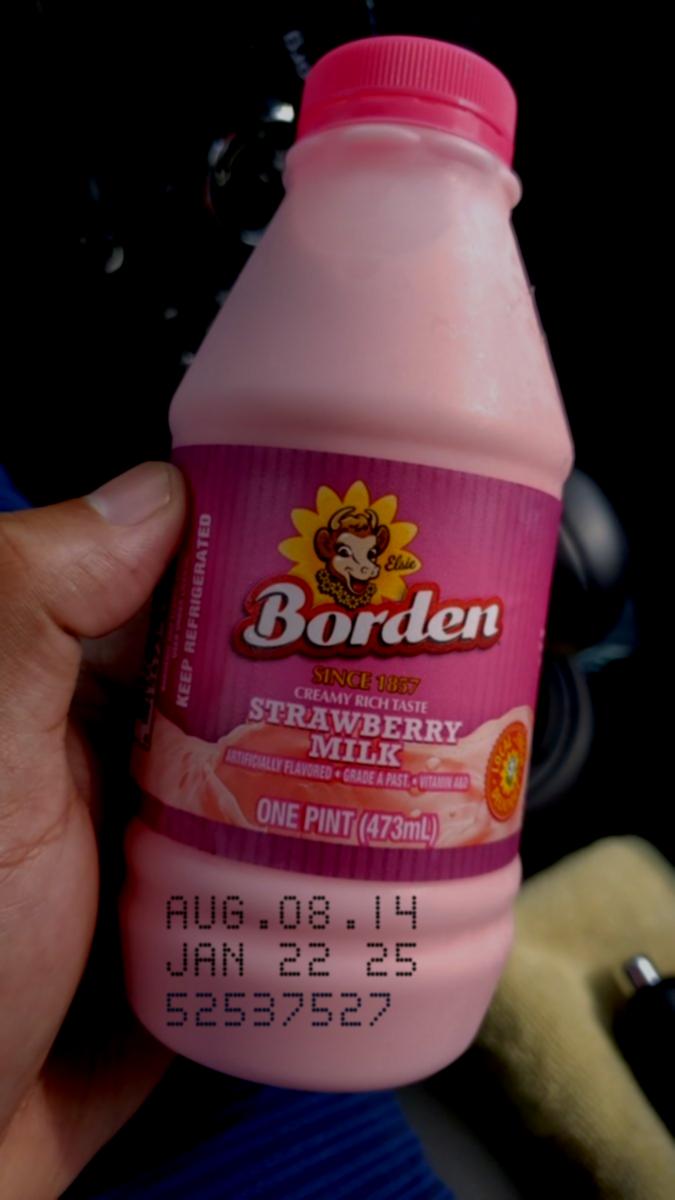 Elsie
Borden
SINCE 1857
CREAMY RICH TASTE
STRAWBERRY
MILK
ARTIFICIALLY FLAVORED • GRADE A PAST. • VITAMIN A&D
ONE PINT (473mL)
KEEP REFRIGERATED
AUG.08.14
JAN 22 25
52537527